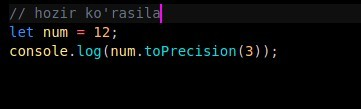 // hozir ko'rasila
let num = 12;
console.log(num.toPrecision(3));